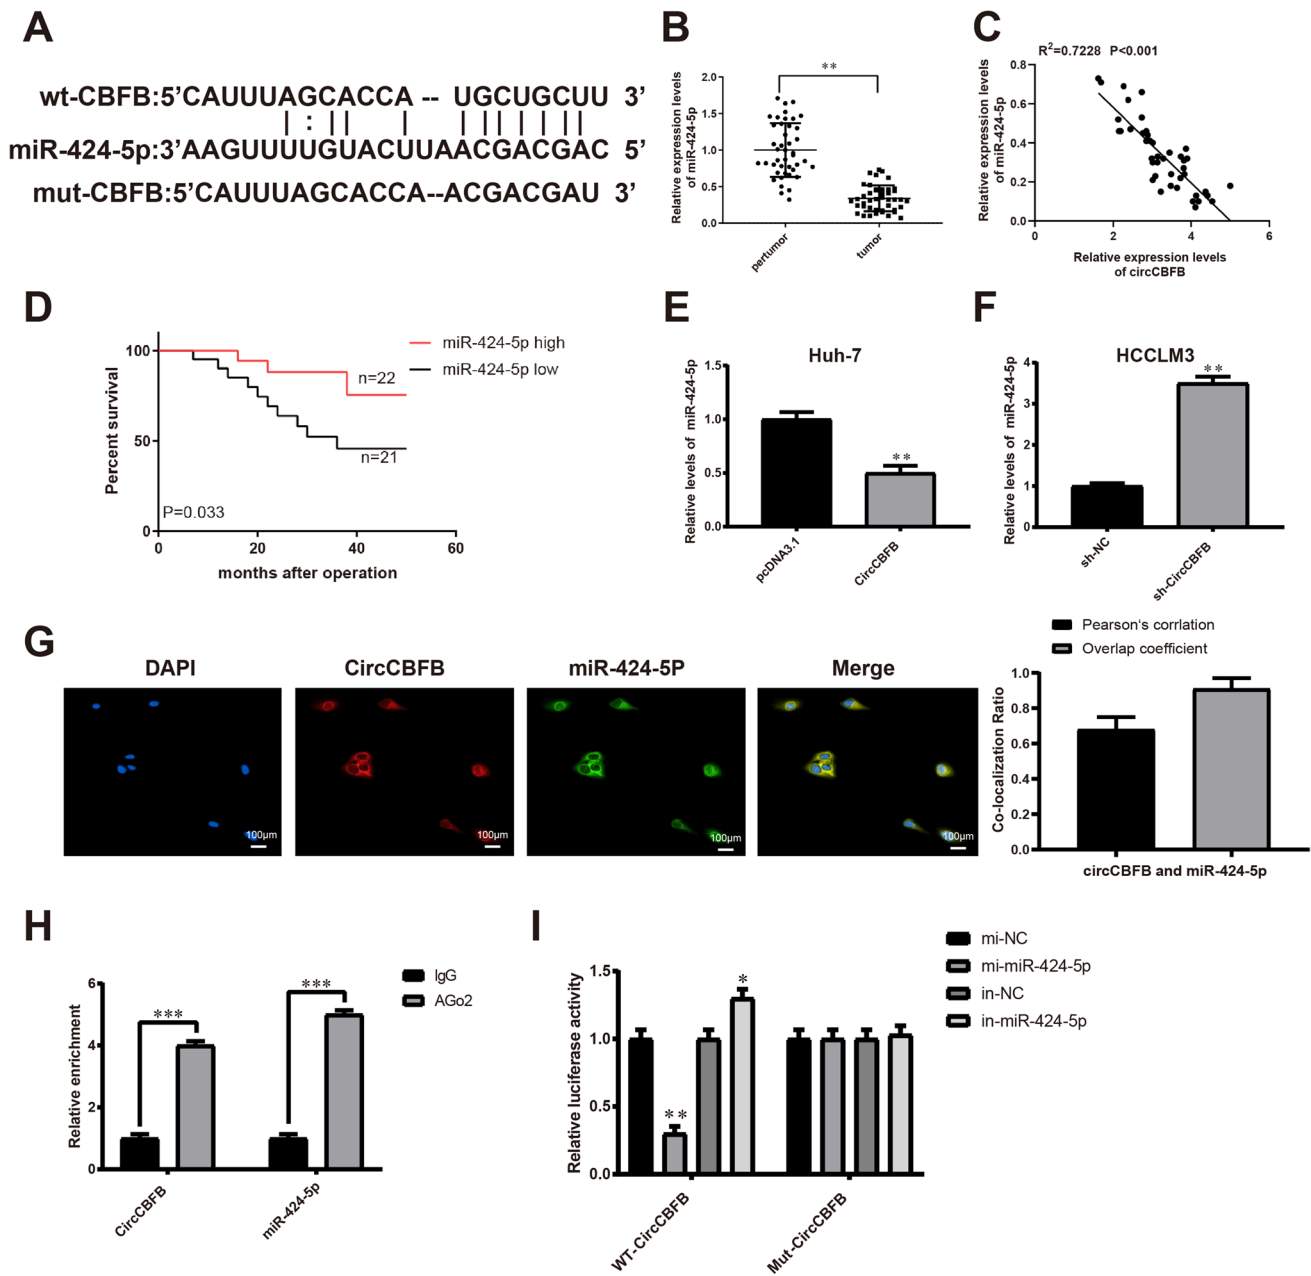 A
wt-CBFB:5’CAUUUAGCACCA -- UGCUGCUU 3’
miR-424-5p:3’AAGUUUUGUACUUAACGACGAC 5’
mut-CBFB:5’CAUUUAGCACCA--ACGACGAU 3’
B
Relative expression levels
of miR-424-5p
2.0
1.5
1.0
0.5
0.0
**
pertumor
tumor
C
R²=0.7228 P<0.001
Relative expression levels
of miR-424-5p
0.8
0.6
0.4
0.2
0.0
0
2
4
6
Relative expression levels
of circCBFB
D
Percent survival
100
50
0
miR-424-5p high
miR-424-5p low
n=22
n=21
P=0.033
0
20
40
60
months after operation
E
Huh-7
Relative levels of miR-424-5p
1.5
1.0
0.5
0.0
**
pcDNA3.1
CircCBFB
F
HCCLM3
Relative levels of miR-424-5p
4
3
2
1
0
**
sh-NC
sh-CircCBFB
G
DAPI
CircCBFB
miR-424-5P
Merge
100μm
100μm
100μm
100μm
Pearson‘s corrlation
Overlap coefficient
Co-localization Ratio
1.0
0.8
0.6
0.4
0.2
0.0
circCBFB and miR-424-5p
H
Relative enrichment
6
4
2
0
***
***
IgG
AGo2
CircCBFB
miR-424-5p
I
Relative luciferase activity
1.5
1.0
0.5
0.0
**
*
mi-NC
mi-miR-424-5p
in-NC
in-miR-424-5p
WT-CircCBFB
Mut-CircCBFB